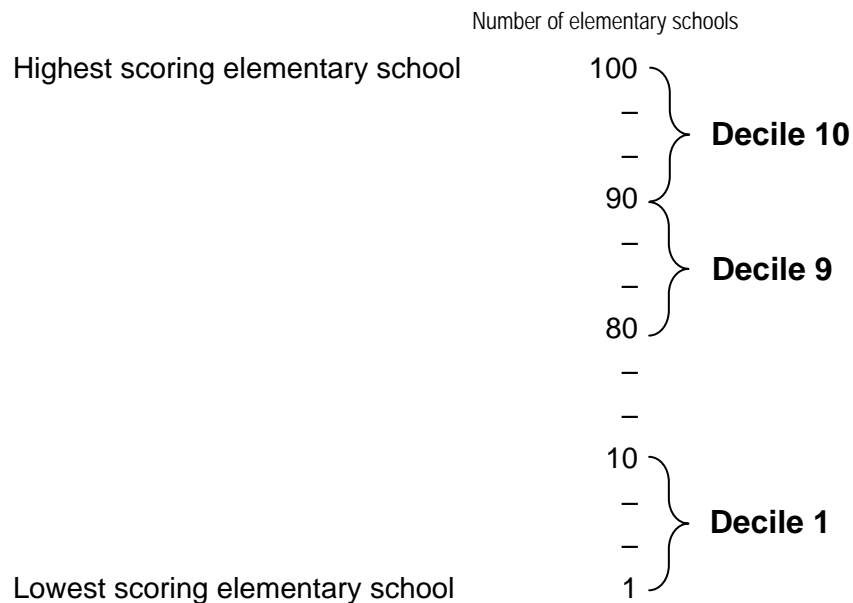 Number of elementary schools
Highest scoring elementary school 100
–
Decile 10
–
90
–
Decile 9
–
80
–
–
10
–
Decile 1
–
Lowest scoring elementary school 1